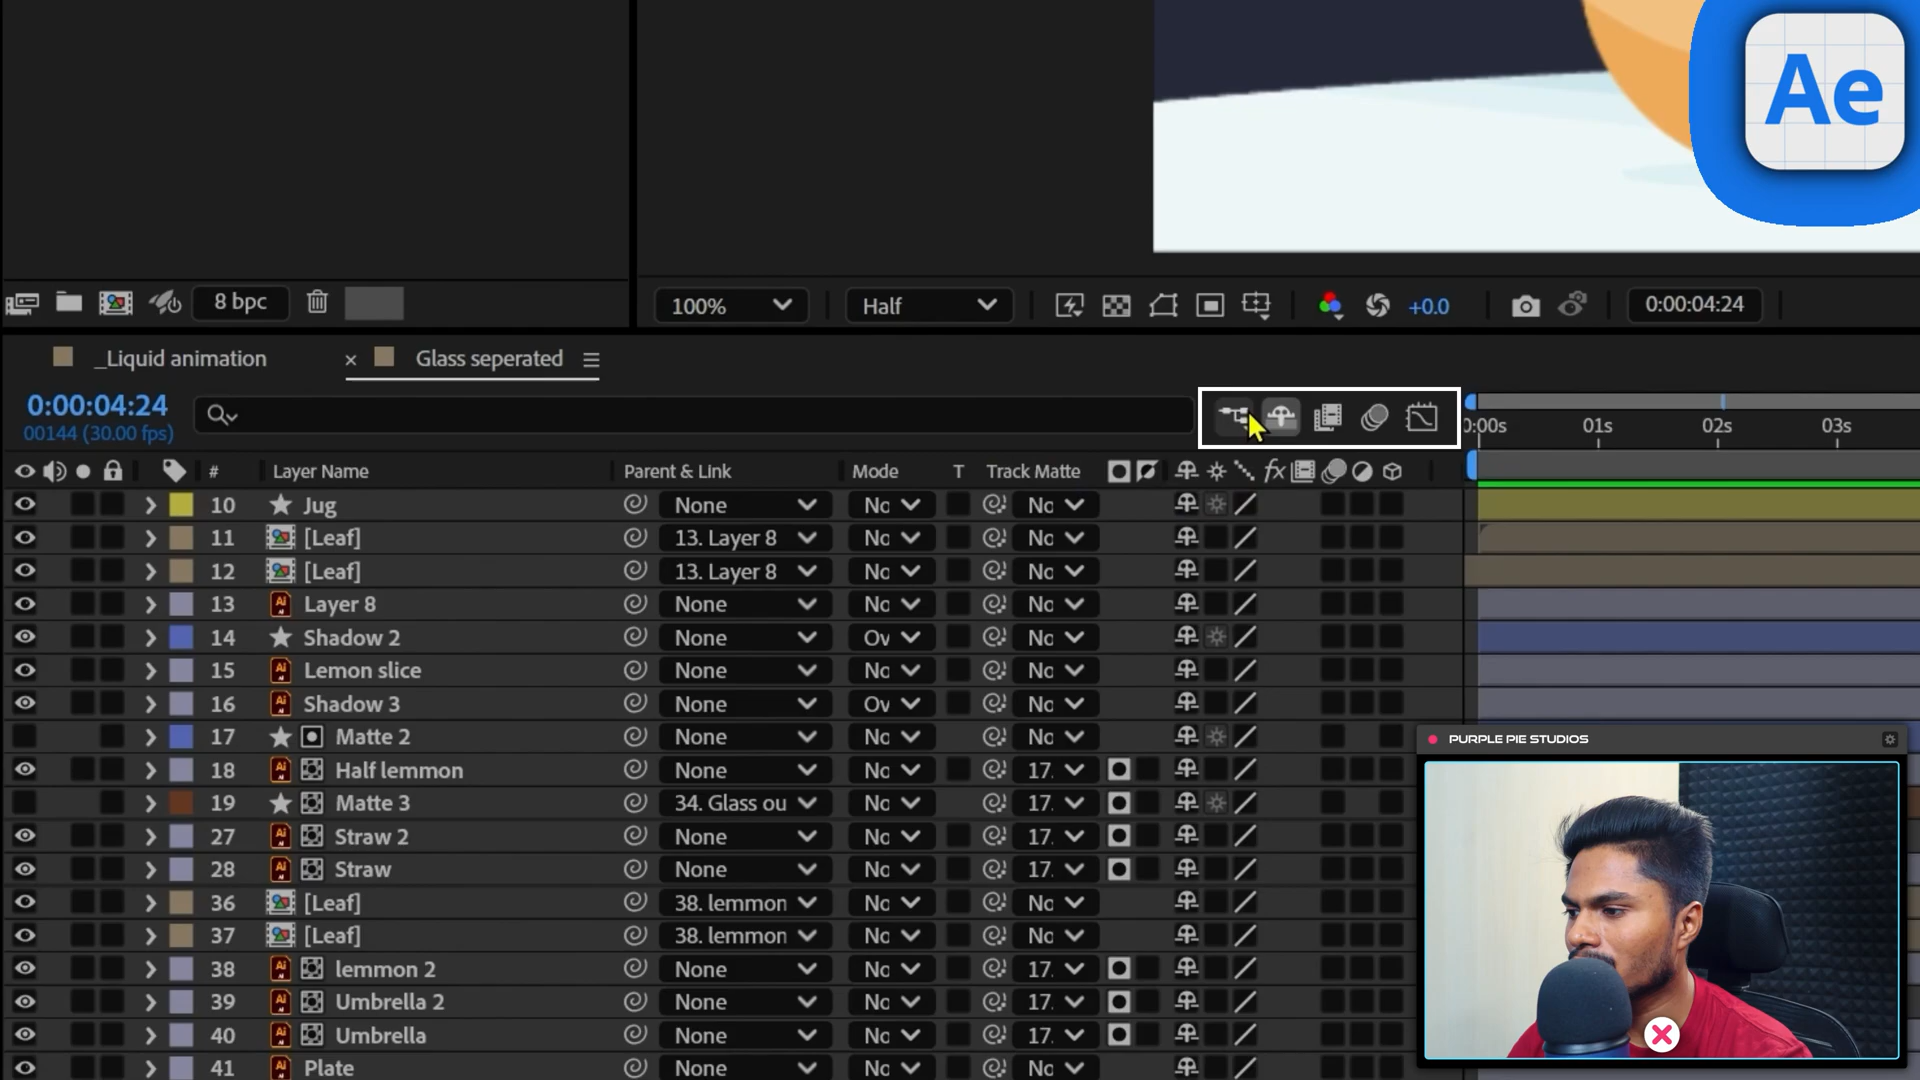 Ae
8 bpc
100%
Half
+0.0
0:00:04:24
_Liquid animation
Glass seperated
0:00:04:24
00144 (30.00 fps)
0:00s 01s 02s 03s
# Layer Name Parent & Link Mode T Track Matte fx
10 Jug None No No
11 [Leaf] 13. Layer 8 No No
12 [Leaf] 13. Layer 8 No No
13 Layer 8 None No No
14 Shadow 2 None Ov No
15 Lemon slice None No No
16 Shadow 3 None Ov No
17 Matte 2 None No No
18 Half lemmon None No 17.
19 Matte 3 34. Glass ou No 17.
27 Straw 2 None No 17.
28 Straw None No 17.
36 [Leaf] 38. lemmon No No
37 [Leaf] 38. lemmon No No
38 lemmon 2 None No 17.
39 Umbrella 2 None No 17.
40 Umbrella None No 17.
41 Plate None No No
PURPLE PIE STUDIOS